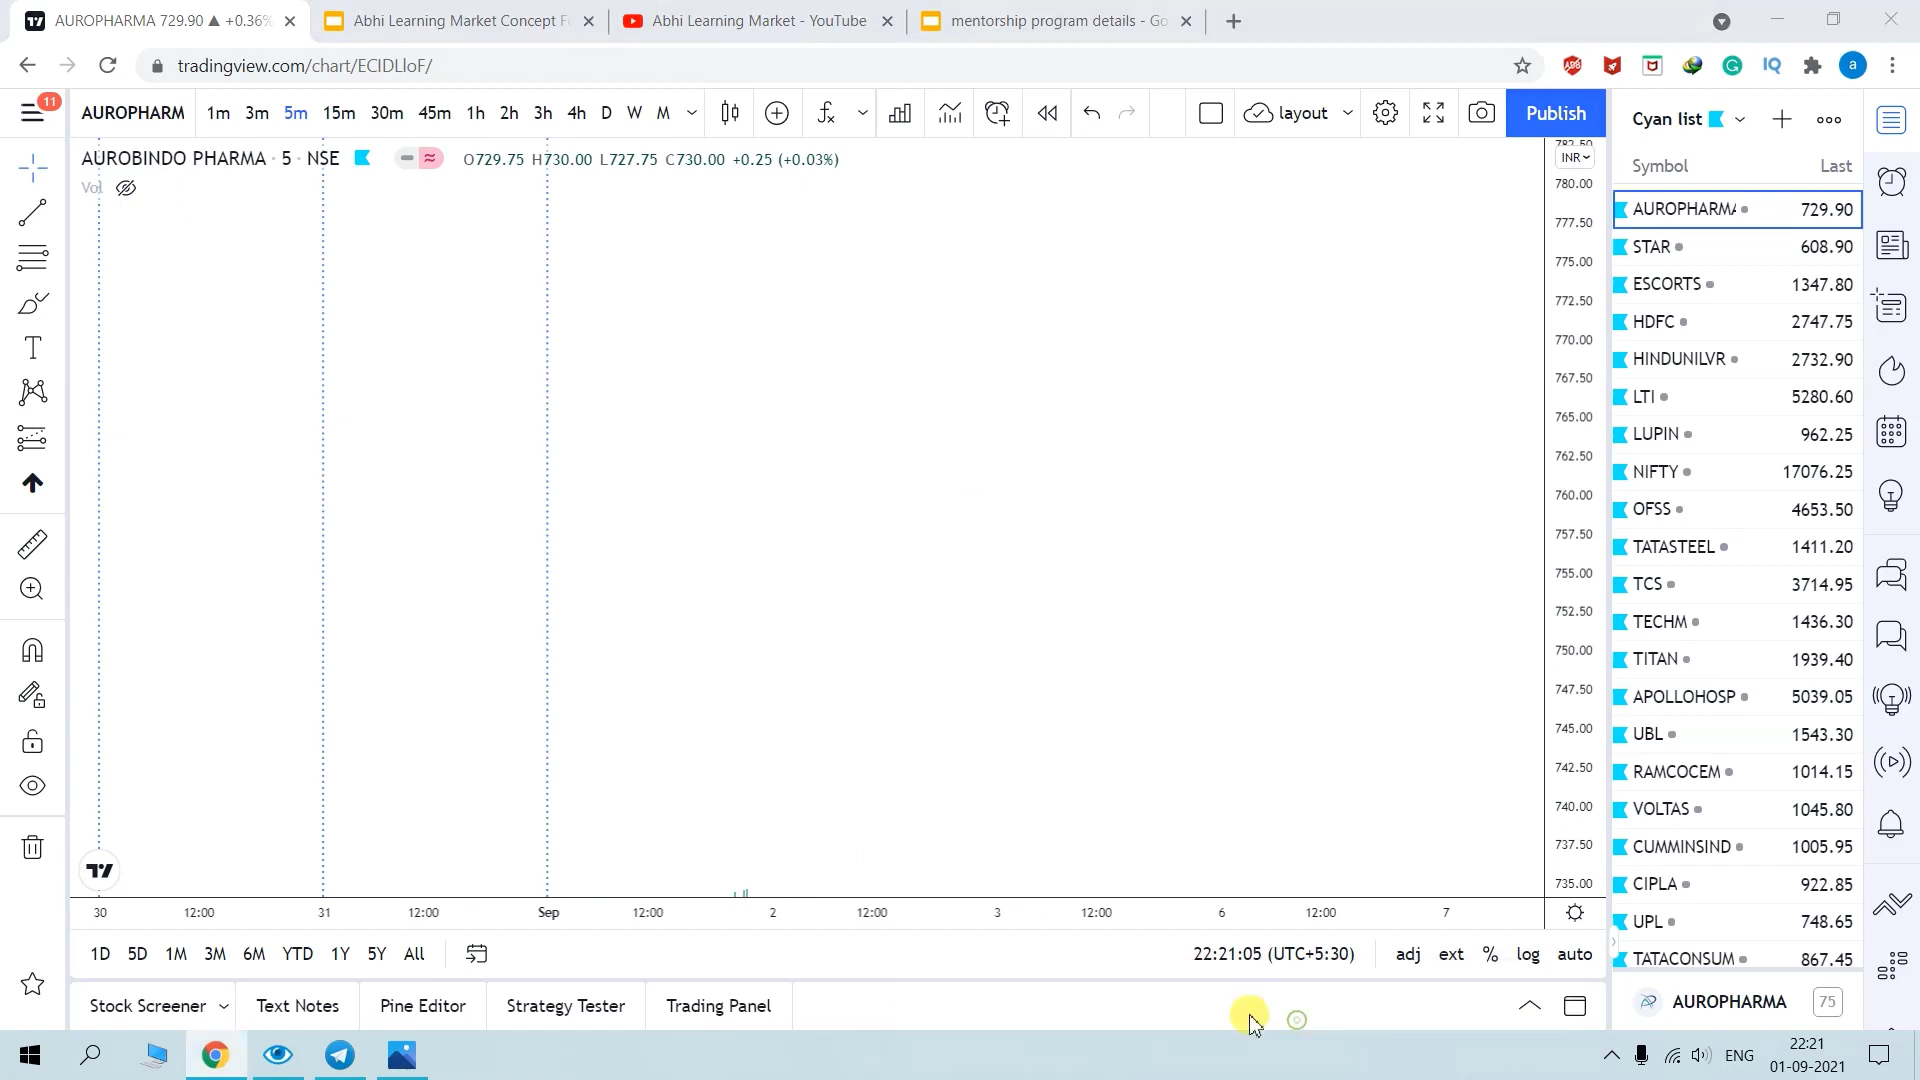 AUROPHARMA 729.90 ▲ +0.36%
Abhi Learning Market Concept F
Abhi Learning Market - YouTube
mentorship program details - Go
tradingview.com/chart/ECIDLloF/
11
AUROPHARM
1m 3m 5m 15m 30m 45m 1h 2h 3h 4h D W M
layout
Publish
Cyan list
AUROBINDO PHARMA · 5 · NSE
O729.75 H730.00 L727.75 C730.00 +0.25 (+0.03%)
Vol
INR
Symbol Last
AUROPHARMA 729.90
STAR 608.90
ESCORTS 1347.80
HDFC 2747.75
HINDUNILVR 2732.90
LTI 5280.60
LUPIN 962.25
NIFTY 17076.25
OFSS 4653.50
TATASTEEL 1411.20
TCS 3714.95
TECHM 1436.30
TITAN 1939.40
APOLLOHOSP 5039.05
UBL 1543.30
RAMCOCEM 1014.15
VOLTAS 1045.80
CUMMINSIND 1005.95
CIPLA 922.85
UPL 748.65
TATACONSUM 867.45
AUROPHARMA 75
782.50
780.00
777.50
775.00
772.50
770.00
767.50
765.00
762.50
760.00
757.50
755.00
752.50
750.00
747.50
745.00
742.50
740.00
737.50
735.00
30 12:00 31 12:00 Sep 12:00 2 12:00 3 12:00 6 12:00 7
1D 5D 1M 3M 6M YTD 1Y 5Y All
22:21:05 (UTC+5:30) adj ext % log auto
Stock Screener Text Notes Pine Editor Strategy Tester Trading Panel
ENG
22:21
01-09-2021